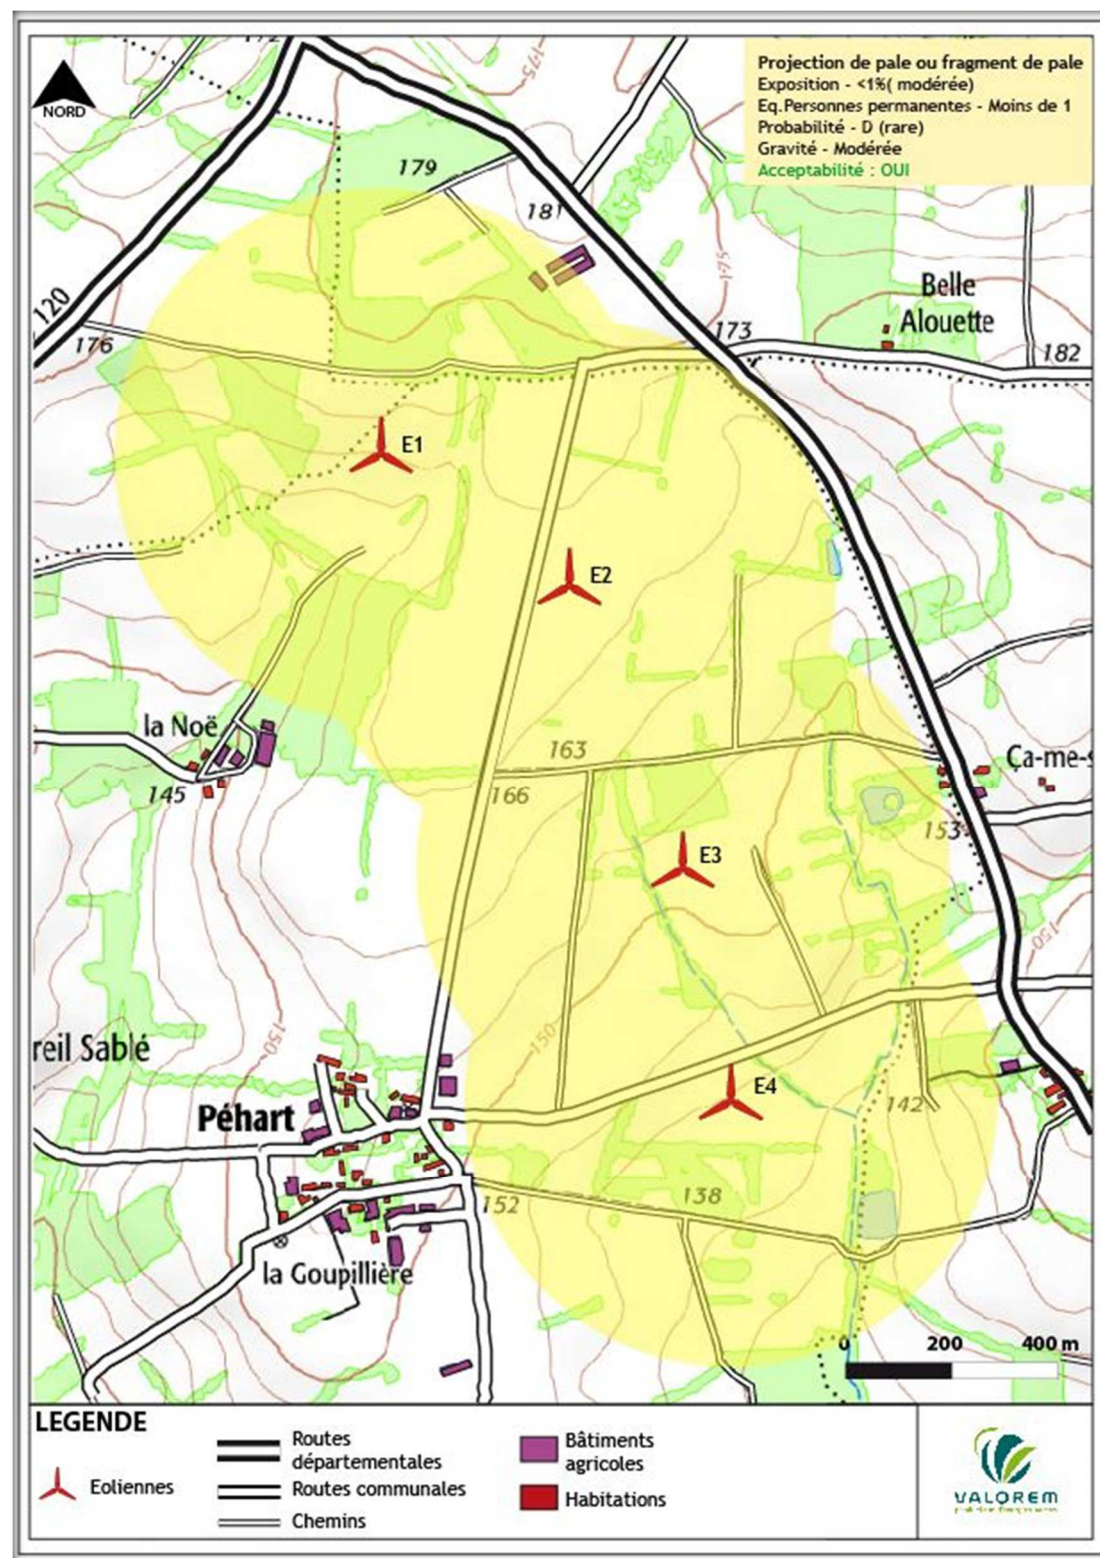 172
175
NORD
Projection de pale ou fragment de pale
Exposition - <1%( modérée)
Eq.Personnes permanentes - Moins de 1
Probabilité - D (rare)
Gravité - Modérée
Acceptabilité : OUI
179
181
175
Belle
Alouette
120
176
173
182
E1
E2
la Noë
163
Ça-me-s
145
166
153
E3
150
150
150
reil Sablé
E4
Péhart
142
152
138
la Goupillière
0 200 400 m
LEGENDE
Eoliennes
Routes
départementales
Routes communales
Chemins
Bâtiments
agricoles
Habitations
VALOREM